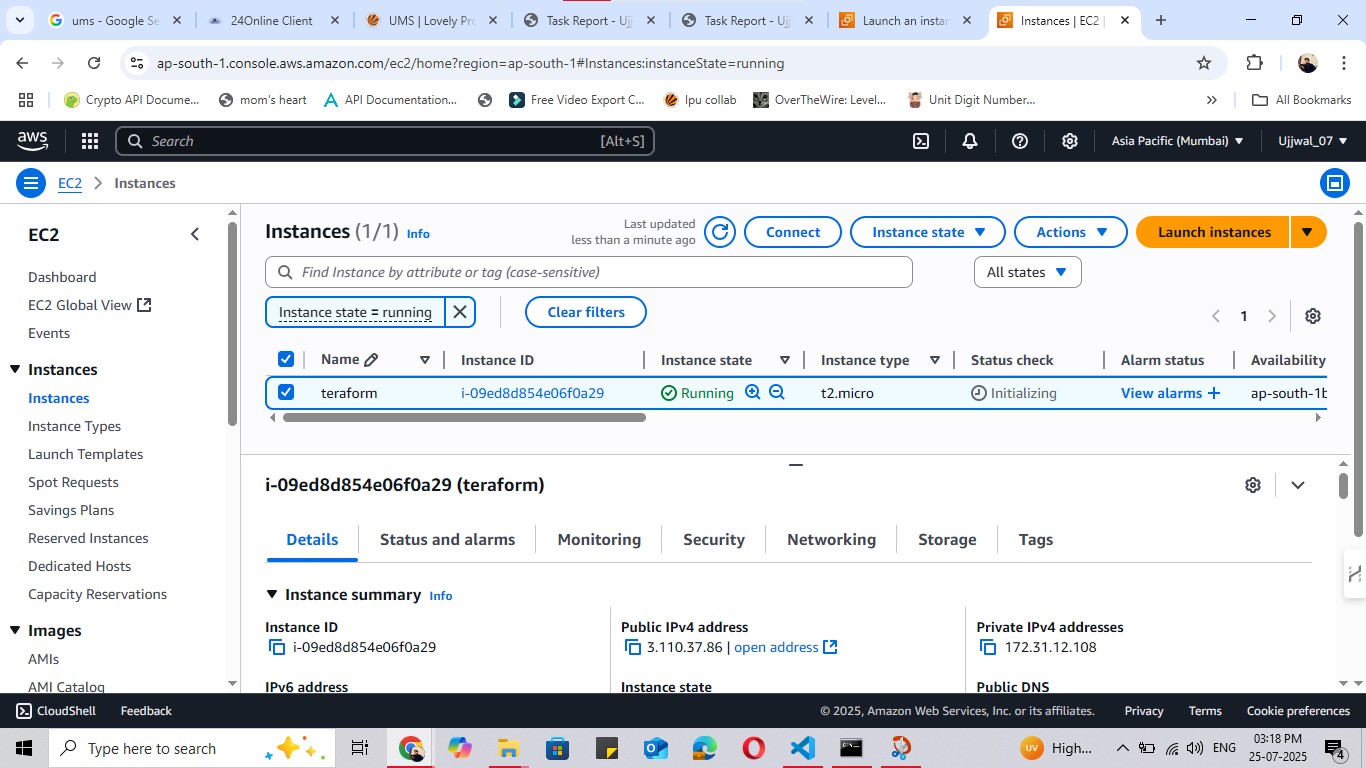 ums - Google Se
24Online Client
UMS | Lovely Pro
Task Report - Ujj
Task Report - Ujj
Launch an instan
Instances | EC2 |
ap-south-1.console.aws.amazon.com/ec2/home?region=ap-south-1#Instances:instanceState=running
Crypto API Docume...
mom's heart
API Documentation...
Free Video Export C...
lpu collab
OverTheWire: Level...
Unit Digit Number...
All Bookmarks
aws
Search
[Alt+S]
Asia Pacific (Mumbai)
Ujjwal_07
EC2 > Instances
EC2
Dashboard
EC2 Global View
Events
Instances
Instances
Instance Types
Launch Templates
Spot Requests
Savings Plans
Reserved Instances
Dedicated Hosts
Capacity Reservations
Images
AMIs
AMI Catalog
Instances (1/1) Info
Last updated
less than a minute ago
Connect
Instance state
Actions
Launch instances
Find Instance by attribute or tag (case-sensitive)
All states
Instance state = running
Clear filters
1
Name
Instance ID
Instance state
Instance type
Status check
Alarm status
Availability
teraform
i-09ed8d854e06f0a29
Running
t2.micro
Initializing
View alarms +
ap-south-1b
i-09ed8d854e06f0a29 (teraform)
Details
Status and alarms
Monitoring
Security
Networking
Storage
Tags
Instance summary Info
Instance ID
i-09ed8d854e06f0a29
Public IPv4 address
3.110.37.86 | open address
Private IPv4 addresses
172.31.12.108
IPv6 address
Instance state
Public DNS
CloudShell
Feedback
© 2025, Amazon Web Services, Inc. or its affiliates.
Privacy
Terms
Cookie preferences
Type here to search
UV
High...
ENG
03:18 PM
25-07-2025
4